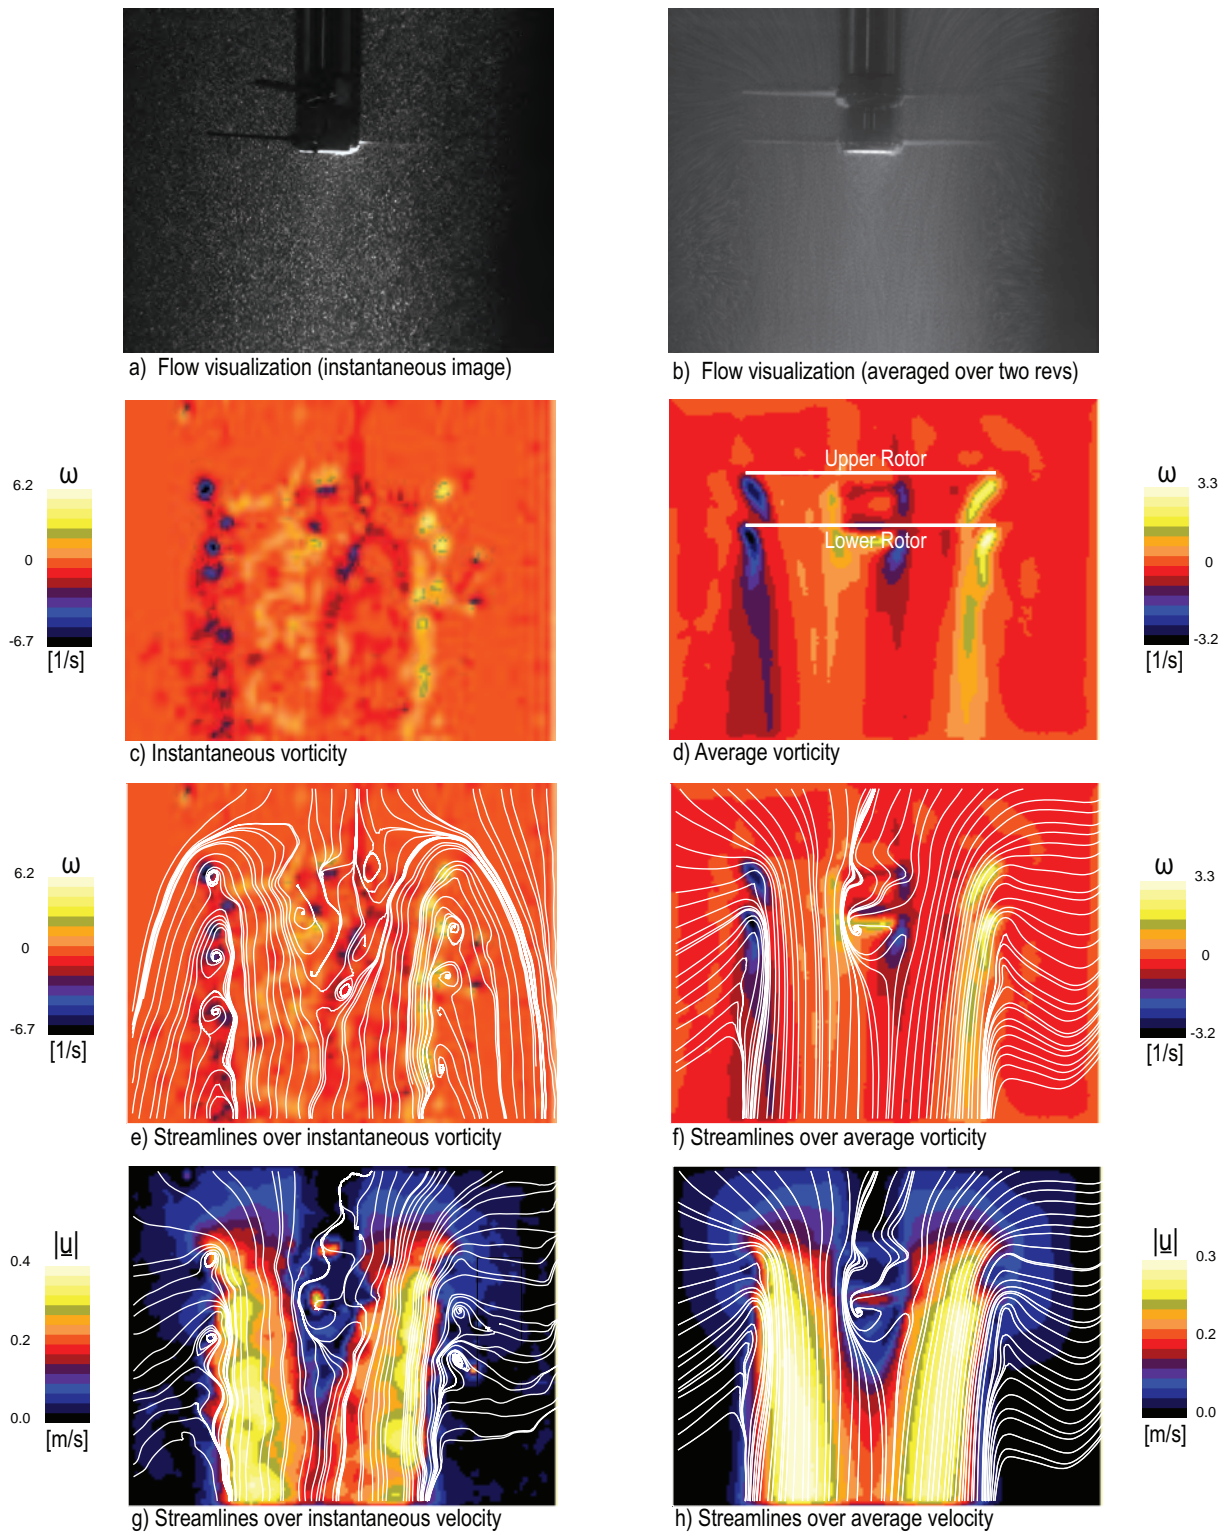 a) Flow visualization (instantaneous image)
b) Flow visualization (averaged over two revs)
ω
6.2
0
-6.7
[1/s]
Upper Rotor
Lower Rotor
ω
3.3
0
-3.2
[1/s]
c) Instantaneous vorticity
d) Average vorticity
ω
6.2
0
-6.7
[1/s]
ω
3.3
0
-3.2
[1/s]
e) Streamlines over instantaneous vorticity
f) Streamlines over average vorticity
|u|
0.4
0.2
0.0
[m/s]
|u|
0.3
0.2
0.0
[m/s]
g) Streamlines over instantaneous velocity
h) Streamlines over average velocity